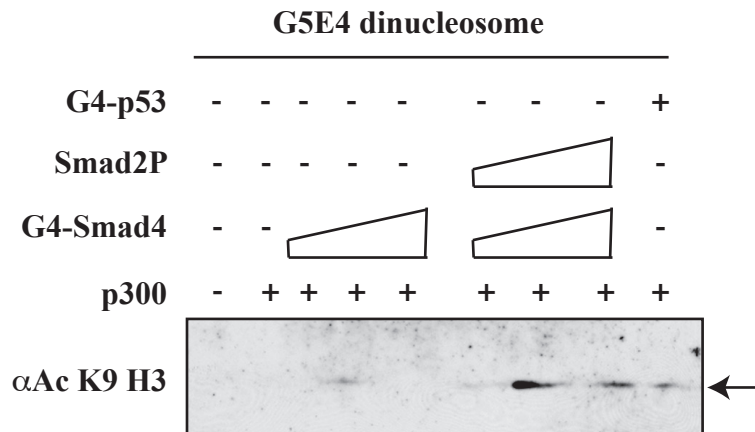 G5E4 dinucleosome
G4-p53 - - - - - - - - +
Smad2P - - - - - -
G4-Smad4 - - -
p300 - + + + + + + + +
αAc K9 H3